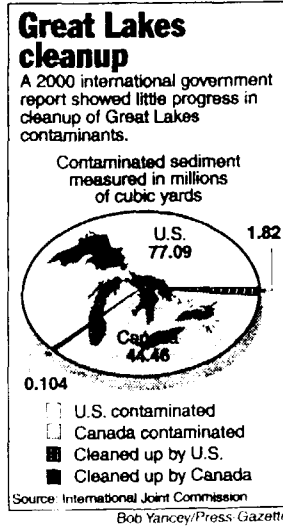 Great Lakes
cleanup
A 2000 international government
report showed little progress in
cleanup of Great Lakes
contaminants.
Contaminated sediment
measured in millions
of cubic yards
U.S.
77.09
1.82
Canada
44.46
0.104
U.S. contaminated
Canada contaminated
Cleaned up by U.S.
Cleaned up by Canada
Source: International Joint Commission
Bob Yancey/Press-Gazette